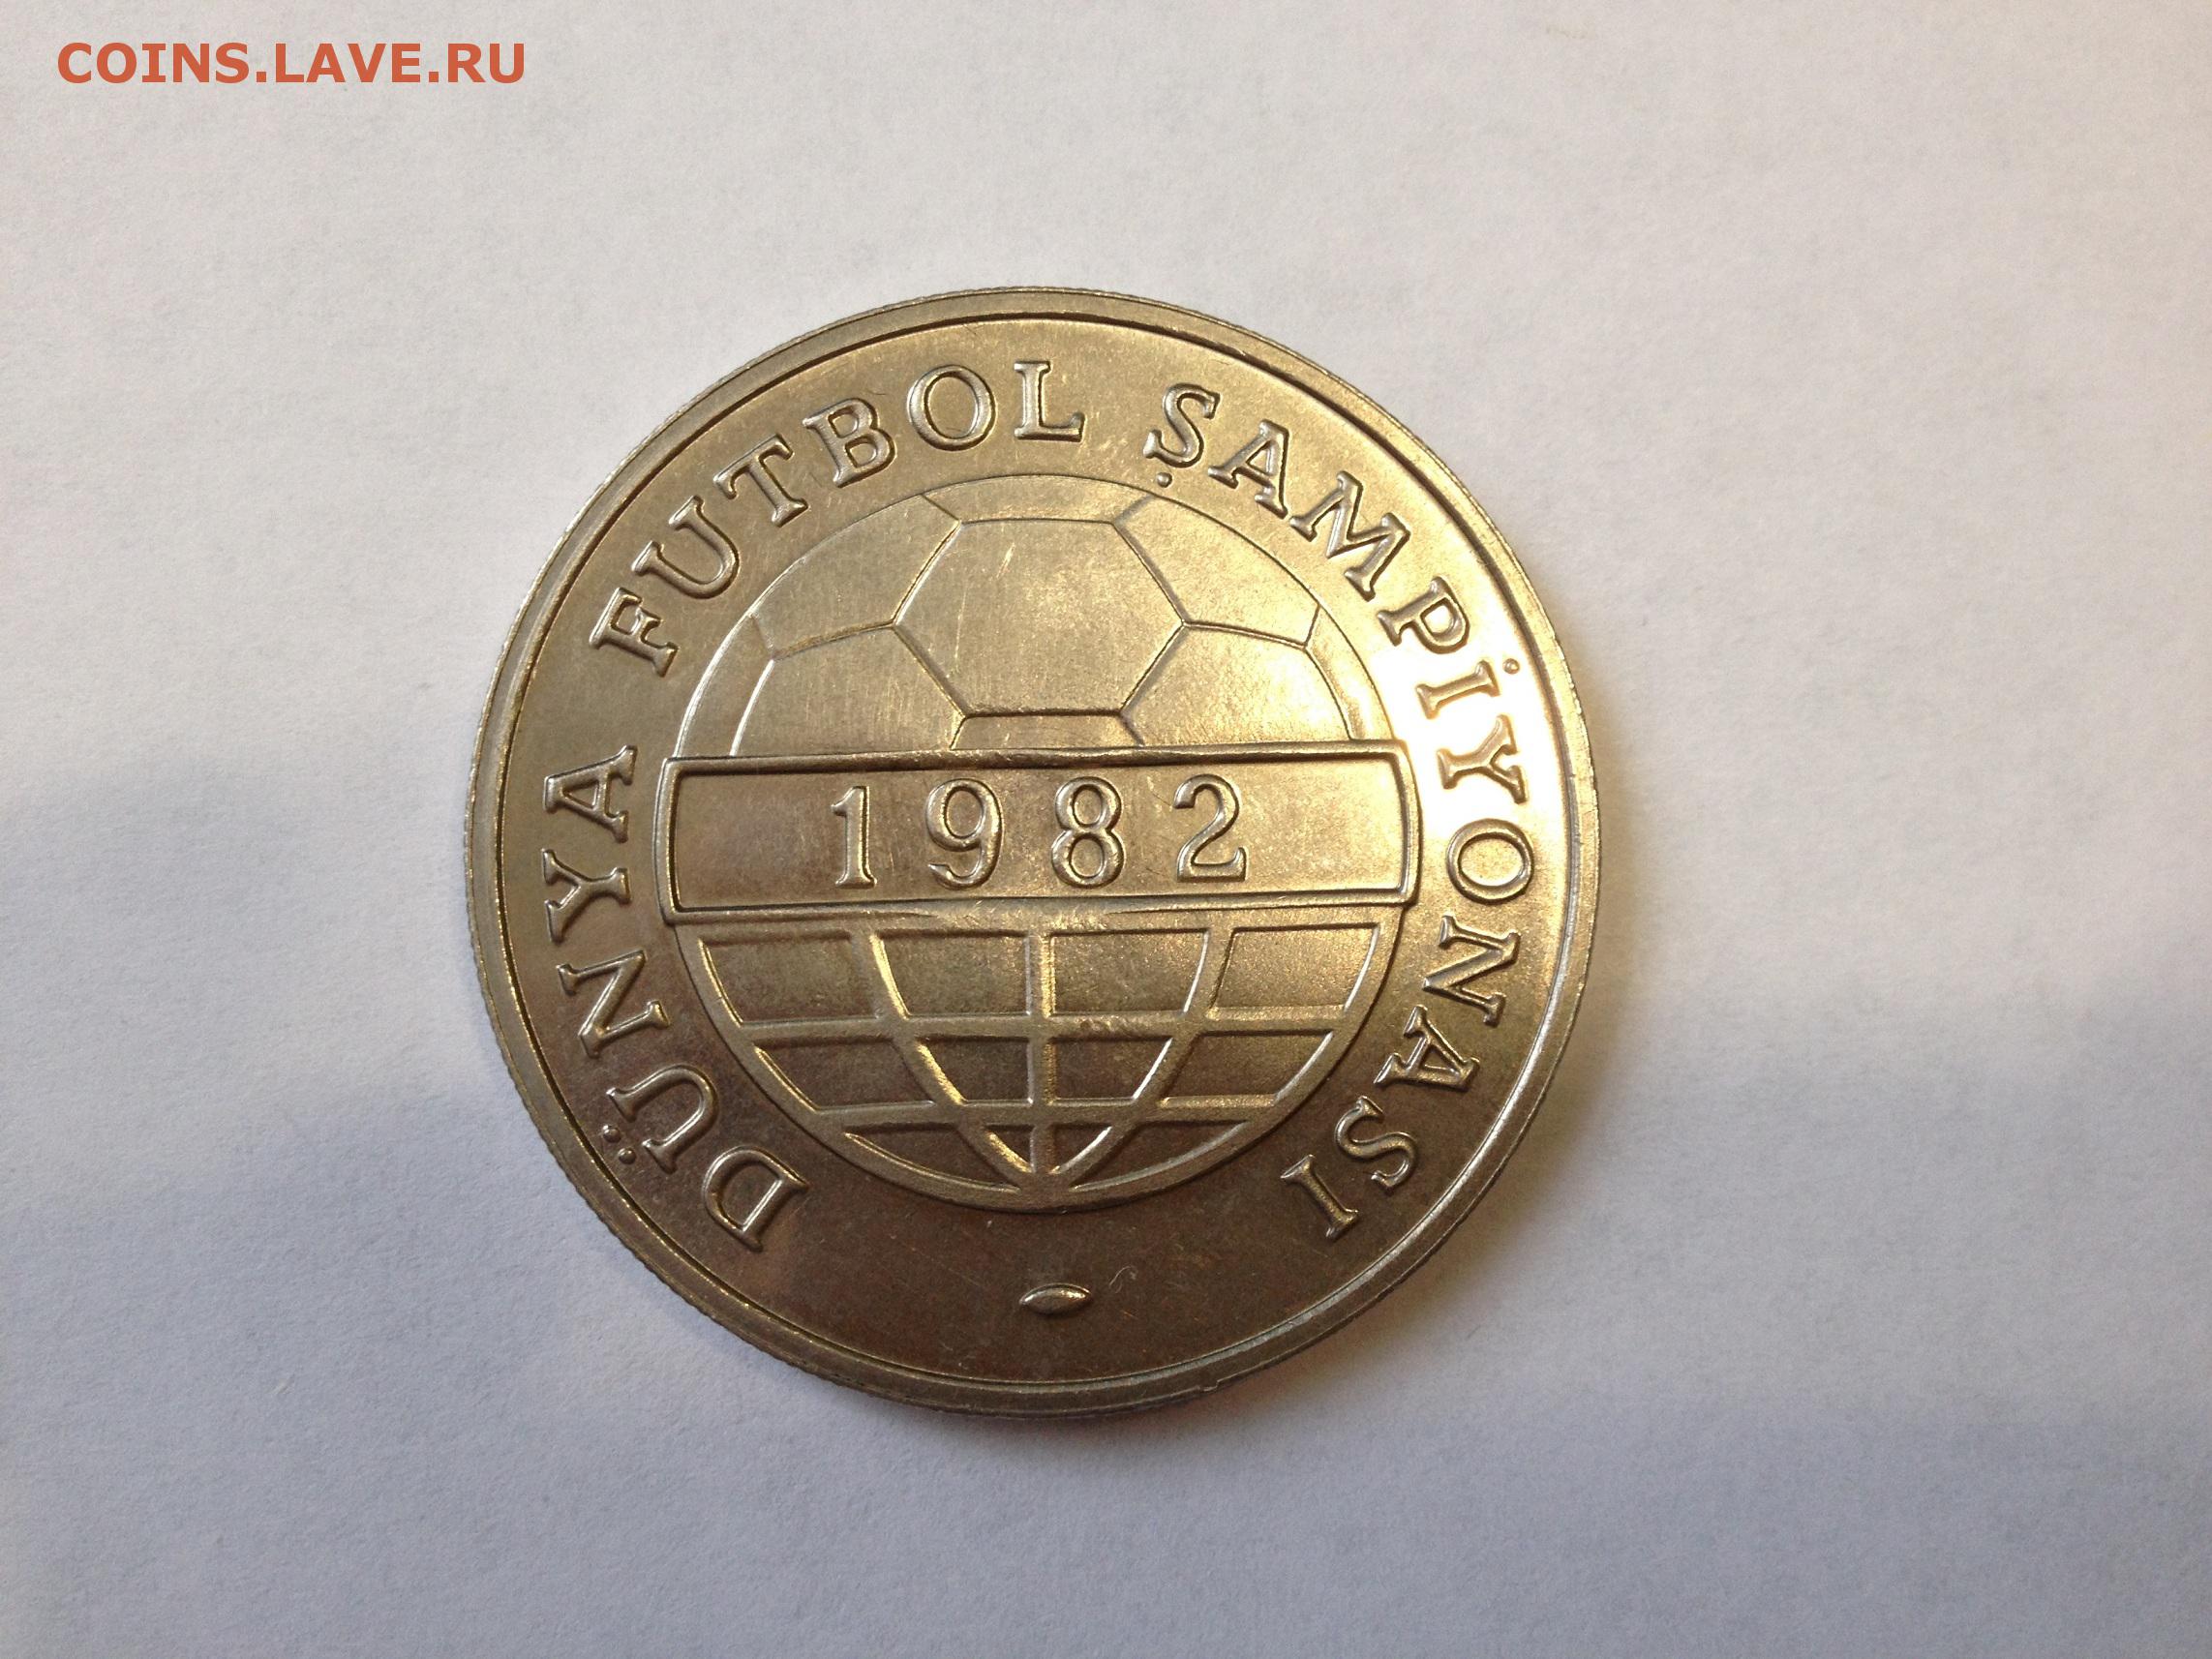 COINS.LAVE.RU
DÜNYA FUTBOL ŞAMPİYONASI
1982